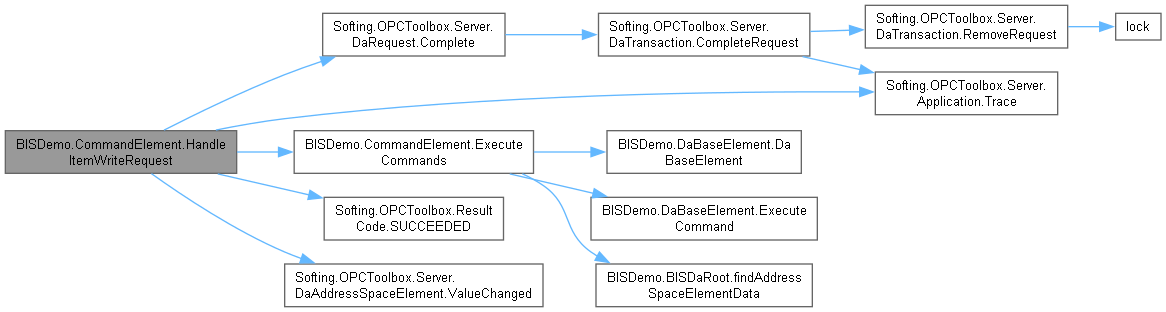 Softing.OPCToolbox.Server.
DaRequest.Complete
Softing.OPCToolbox.Server.
DaTransaction.CompleteRequest
Softing.OPCToolbox.Server.
DaTransaction.RemoveRequest
lock
Softing.OPCToolbox.Server.
Application.Trace
BISDemo.CommandElement.Handle
ItemWriteRequest
BISDemo.CommandElement.Execute
Commands
BISDemo.DaBaseElement.Da
BaseElement
Softing.OPCToolbox.Result
Code.SUCCEEDED
BISDemo.DaBaseElement.Execute
Command
Softing.OPCToolbox.Server.
DaAddressSpaceElement.ValueChanged
BISDemo.BISDaRoot.findAddress
SpaceElementData